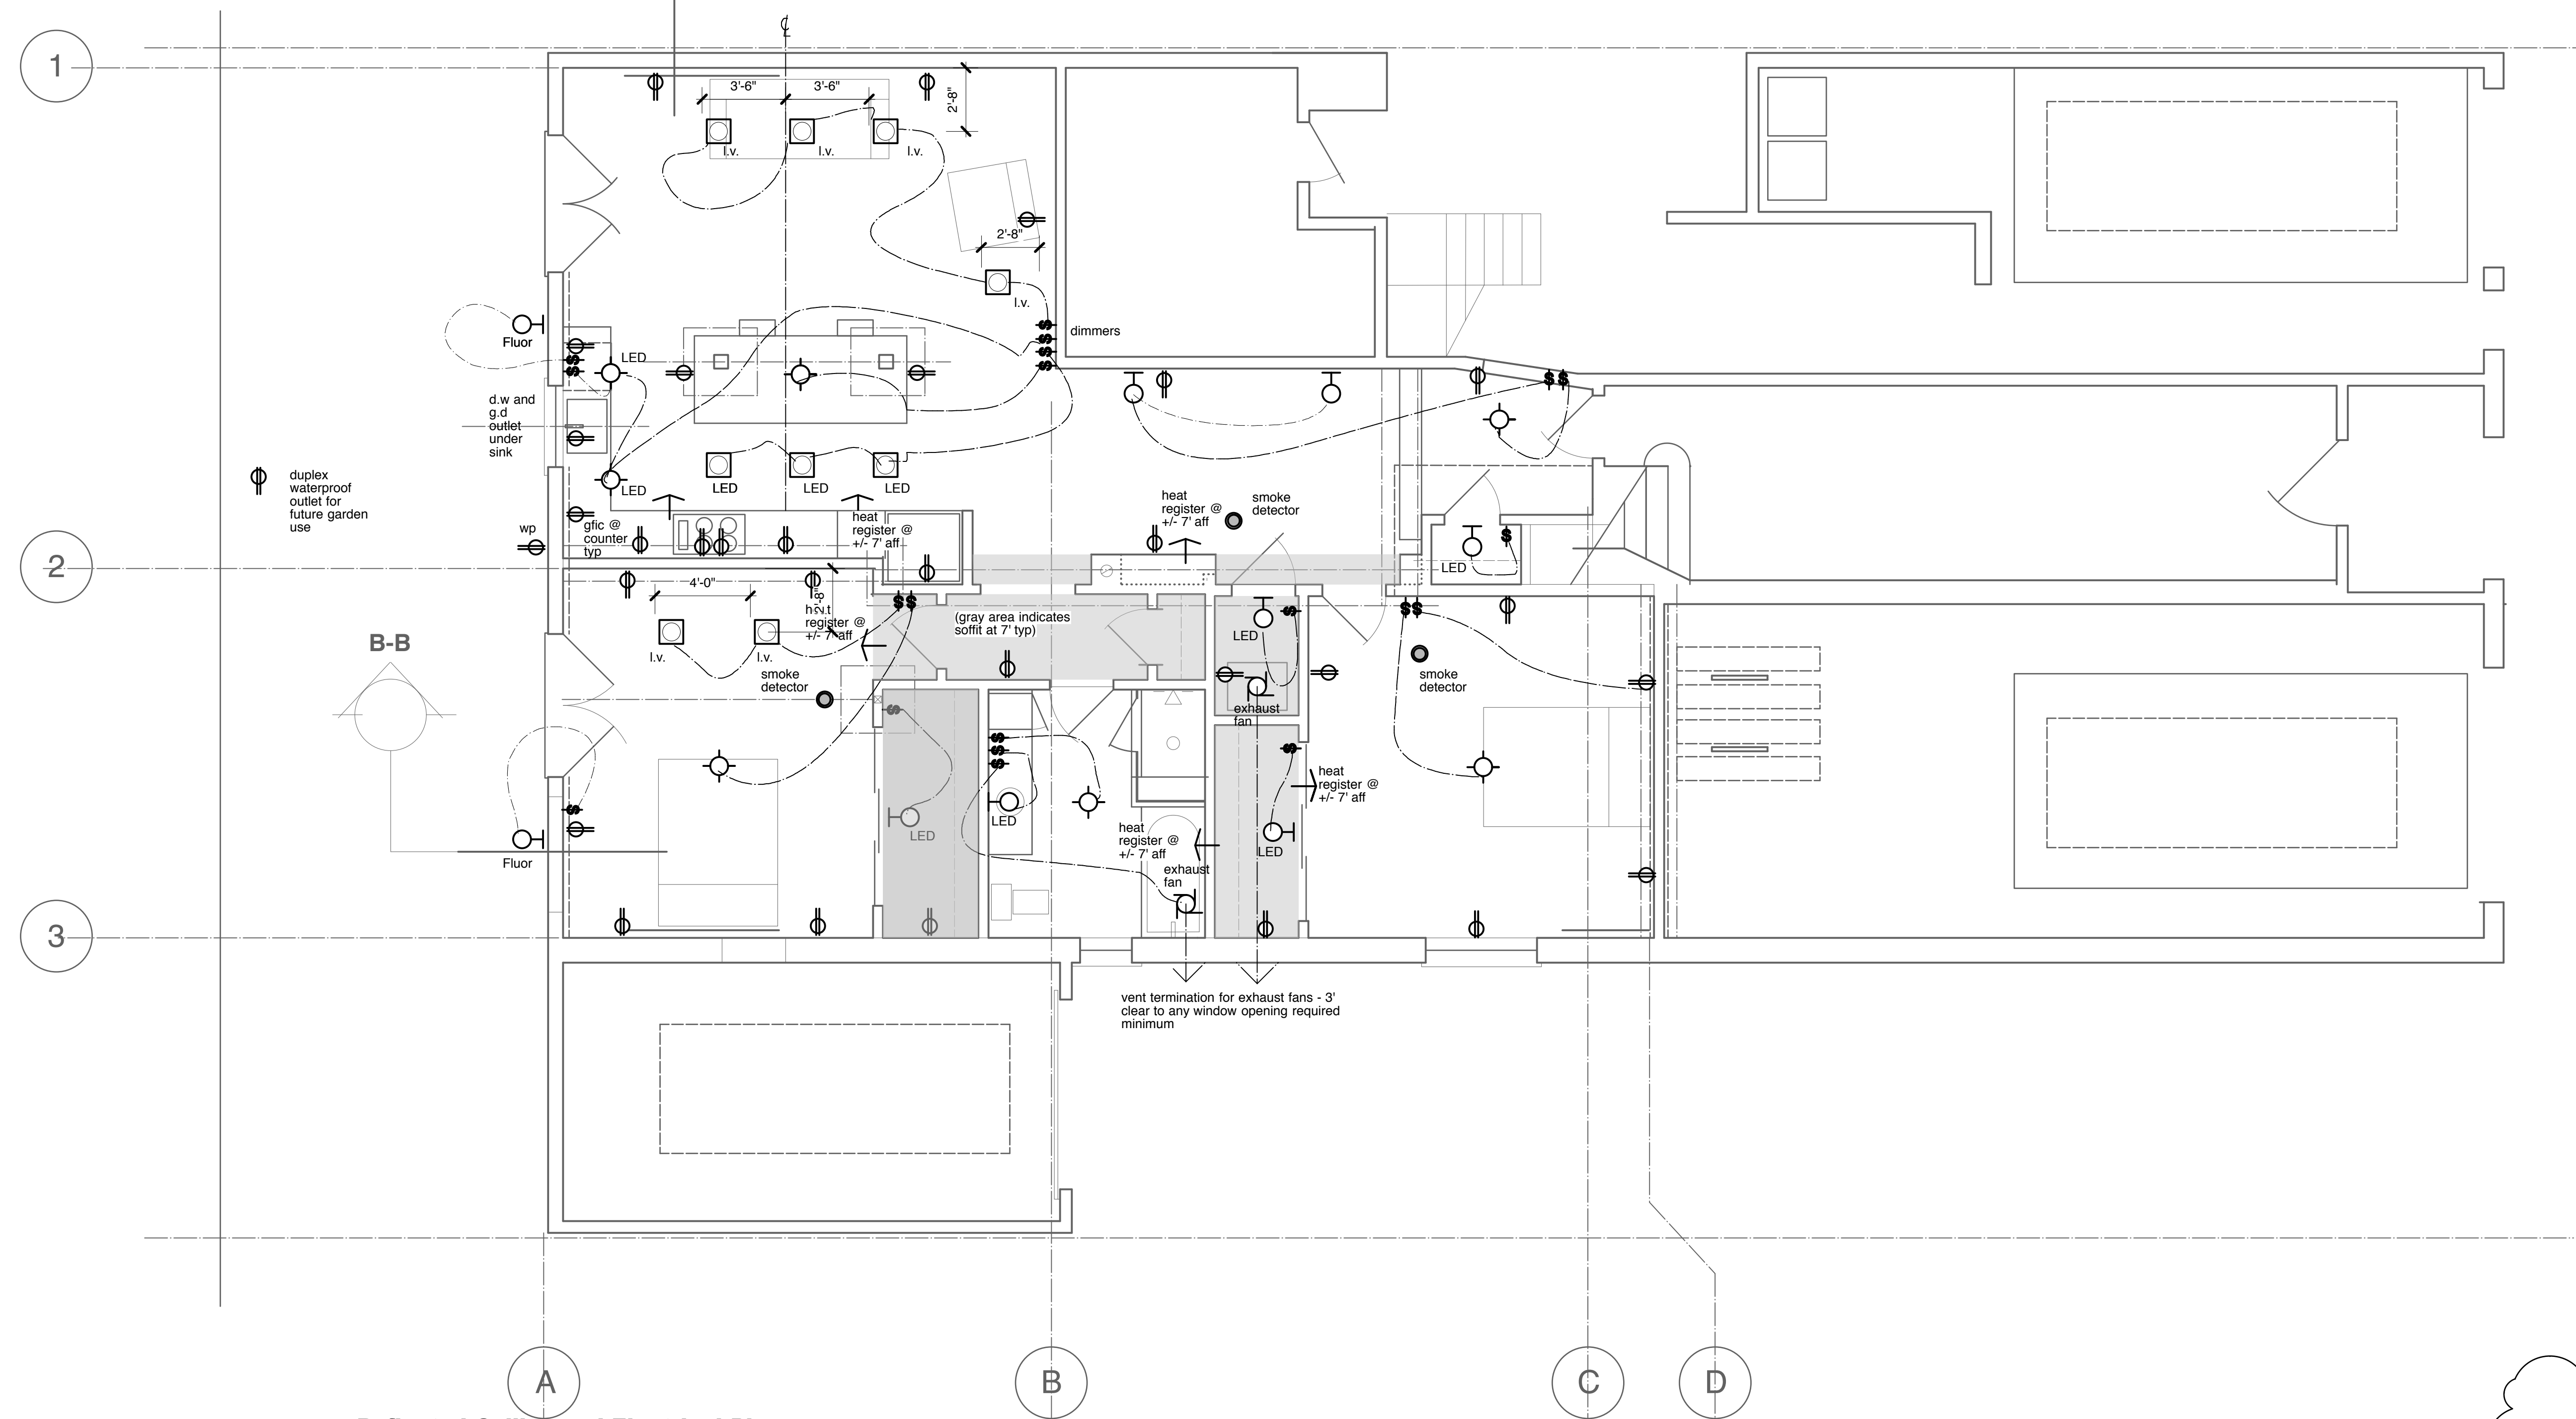 1
℄
3'-6"
3'-6"
2'-8"
l.v.
l.v.
l.v.
2'-8"
l.v.
dimmers
Fluor
LED
d.w and
g.d
outlet
under
sink
duplex
waterproof
outlet for
future garden
use
LED
LED
LED
LED
wp
gfic @
counter
typ
heat
register @
+/- 7' aff
heat
register @
+/- 7' aff
smoke
detector
LED
2
4'-0"
2'-8"
register @
+/- 7' aff
l.v.
l.v.
smoke
detector
(gray area indicates
soffit at 7' typ)
LED
exhaust
fan
smoke
detector
B-B
heat
register @
+/- 7' aff
LED
LED
heat
register @
+/- 7' aff
exhaust
fan
LED
Fluor
3
vent termination for exhaust fans - 3'
clear to any window opening required
minimum
A
B
C
D